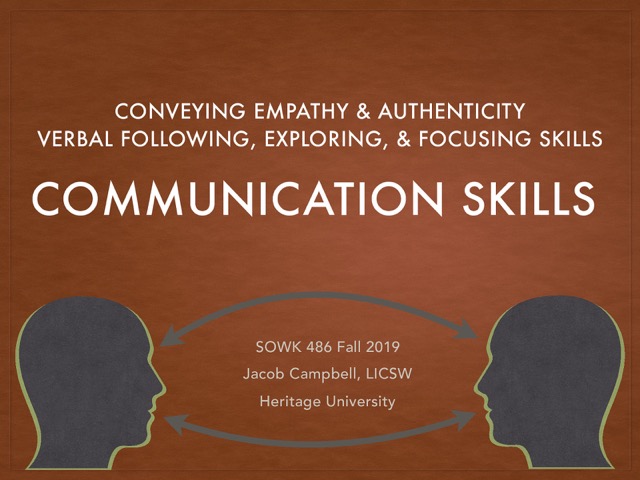 CONVEYING EMPATHY & AUTHENTICITY
VERBAL FOLLOWING, EXPLORING, & FOCUSING SKILLS
COMMUNICATION SKILLS
SOWK 486 Fall 2019
Jacob Campbell, LICSW
Heritage University